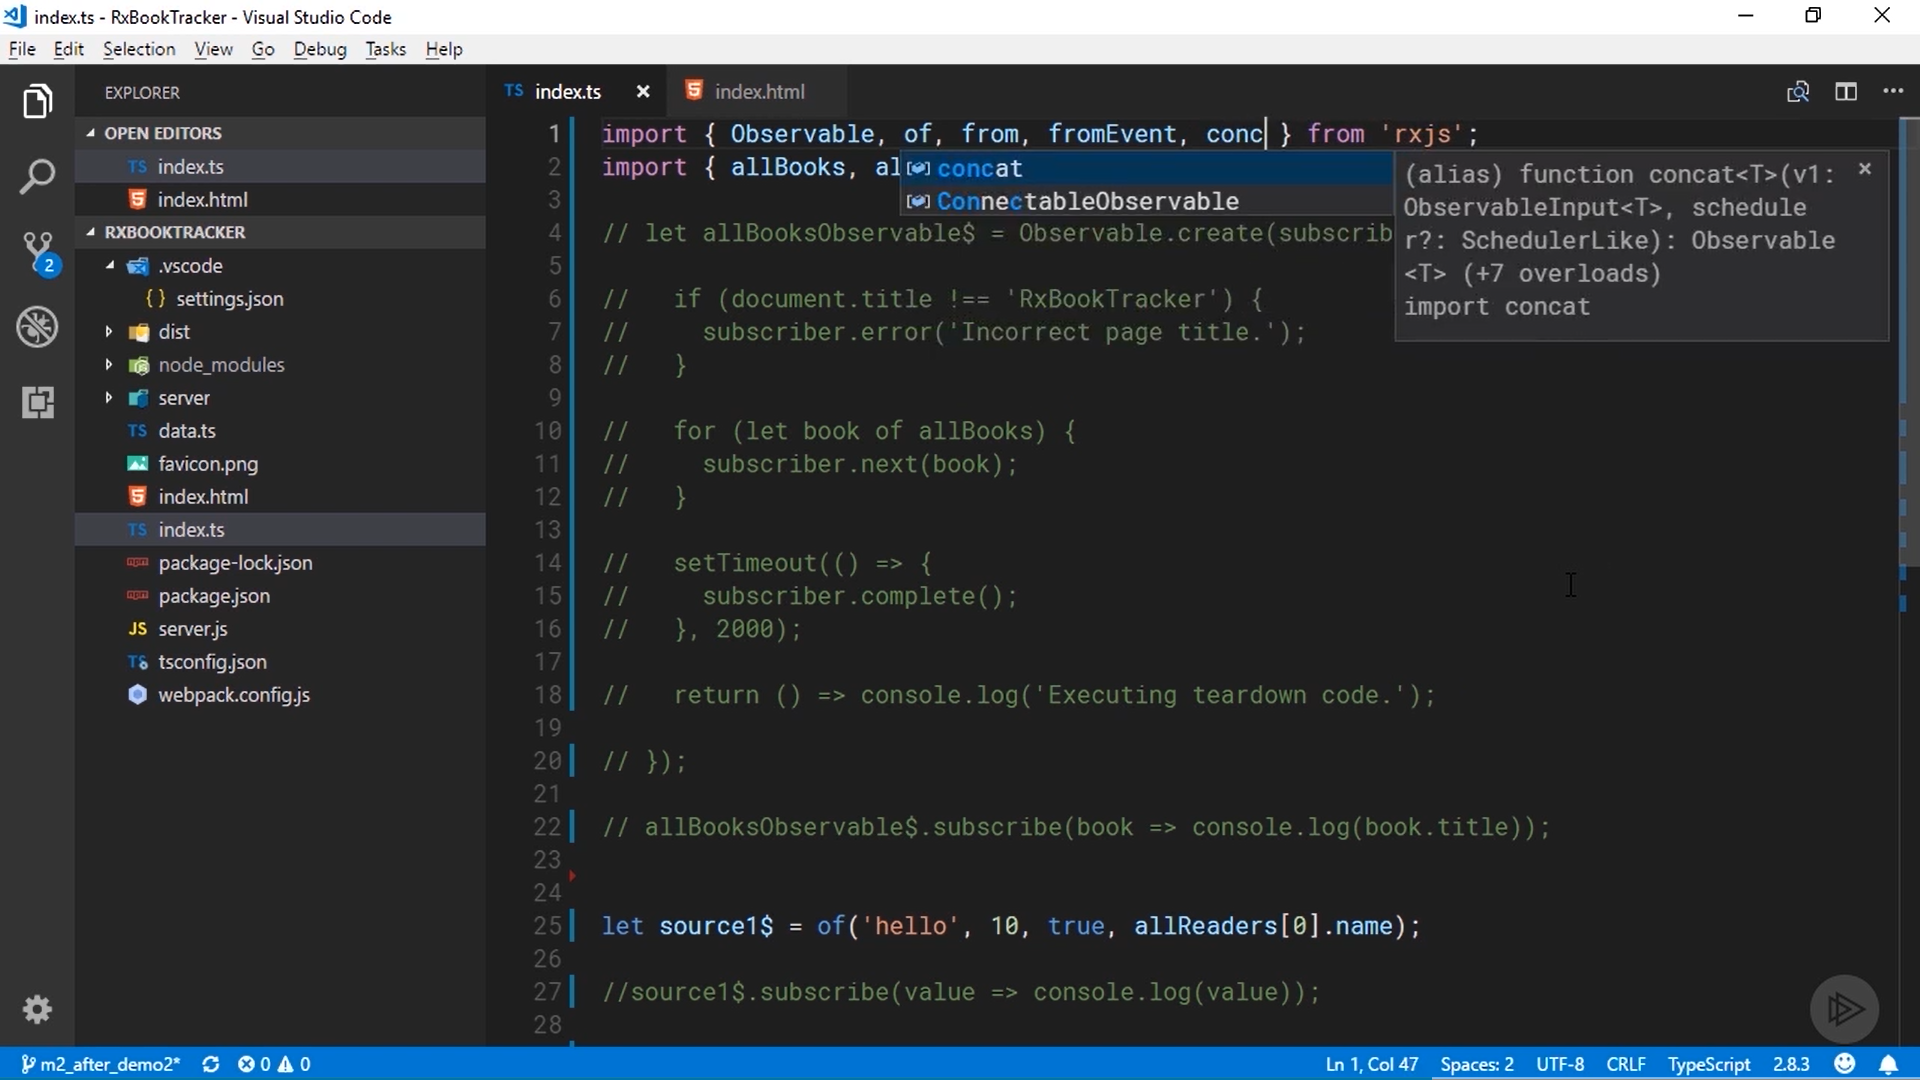 index.ts - RxBookTracker - Visual Studio Code
File Edit Selection View Go Debug Tasks Help
EXPLORER
OPEN EDITORS
TS index.ts
index.html
RXBOOKTRACKER
.vscode
{ } settings.json
dist
node_modules
server
TS data.ts
favicon.png
index.html
TS index.ts
package-lock.json
package.json
JS server.js
TS tsconfig.json
webpack.config.js
2
TS index.ts
index.html
1 import { Observable, of, from, fromEvent, conc } from 'rxjs';
2 import { allBooks, al
concat
ConnectableObservable
(alias) function concat<T>(v1:
ObservableInput<T>, schedule
r?: SchedulerLike): Observable
<T> (+7 overloads)
import concat
3
4 // let allBooksObservable$ = Observable.create(subscrib
5
6 // if (document.title !== 'RxBookTracker') {
7 // subscriber.error('Incorrect page title.');
8 // }
9
10 // for (let book of allBooks) {
11 // subscriber.next(book);
12 // }
13
14 // setTimeout(() => {
15 // subscriber.complete();
16 // }, 2000);
17
18 // return () => console.log('Executing teardown code.');
19
20 // });
21
22 // allBooksObservable$.subscribe(book => console.log(book.title));
23
24
25 let source1$ = of('hello', 10, true, allReaders[0].name);
26
27 //source1$.subscribe(value => console.log(value));
28
m2_after_demo2* 0 0
Ln 1, Col 47 Spaces: 2 UTF-8 CRLF TypeScript 2.8.3